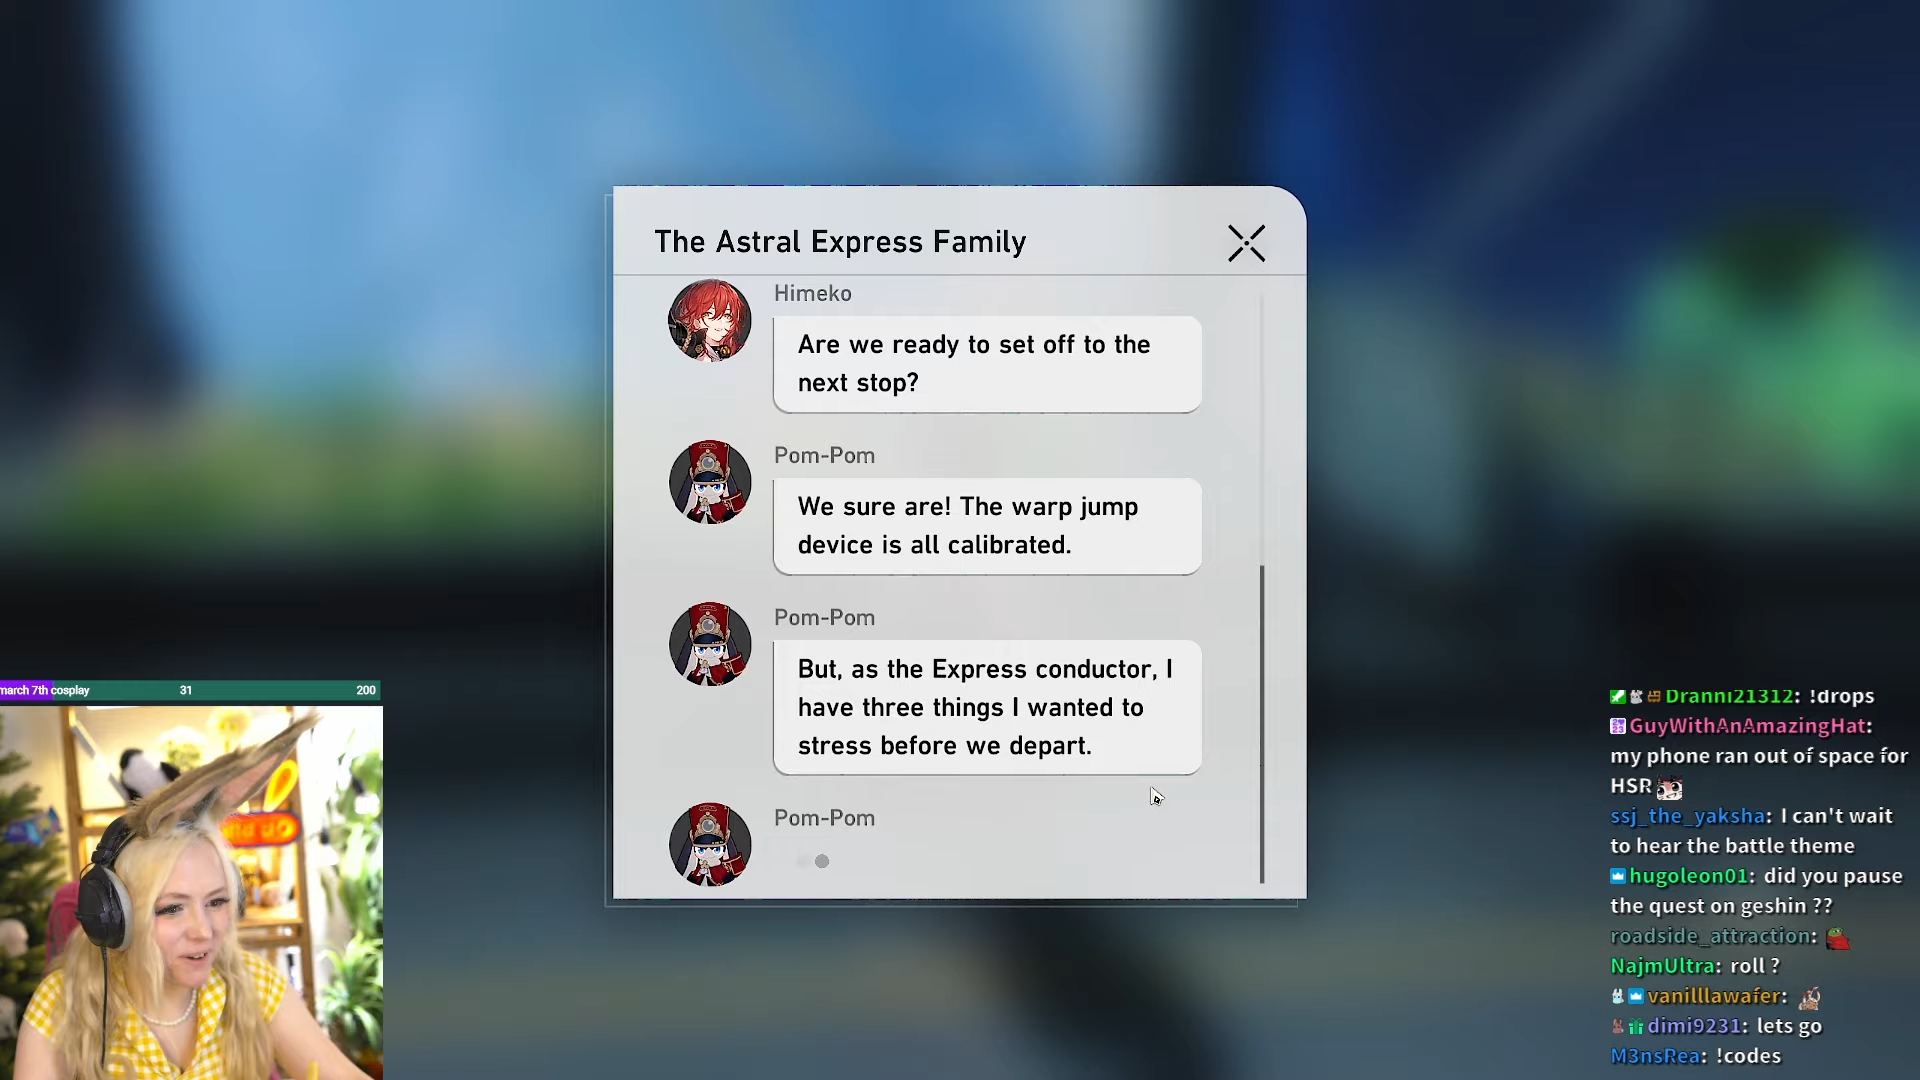 The Astral Express Family
Himeko
Are we ready to set off to the
next stop?
Pom-Pom
We sure are! The warp jump
device is all calibrated.
Pom-Pom
But, as the Express conductor, I
have three things I wanted to
stress before we depart.
Pom-Pom
march 7th cosplay 31 200
Dranni21312: !drops
GuyWithAnAmazingHat:
my phone ran out of space for
HSR
ssj_the_yaksha: I can't wait
to hear the battle theme
hugoleon01: did you pause
the quest on geshin ??
roadside_attraction:
NajmUltra: roll ?
vanilllawafer:
dimi9231: lets go
M3nsRea: !codes